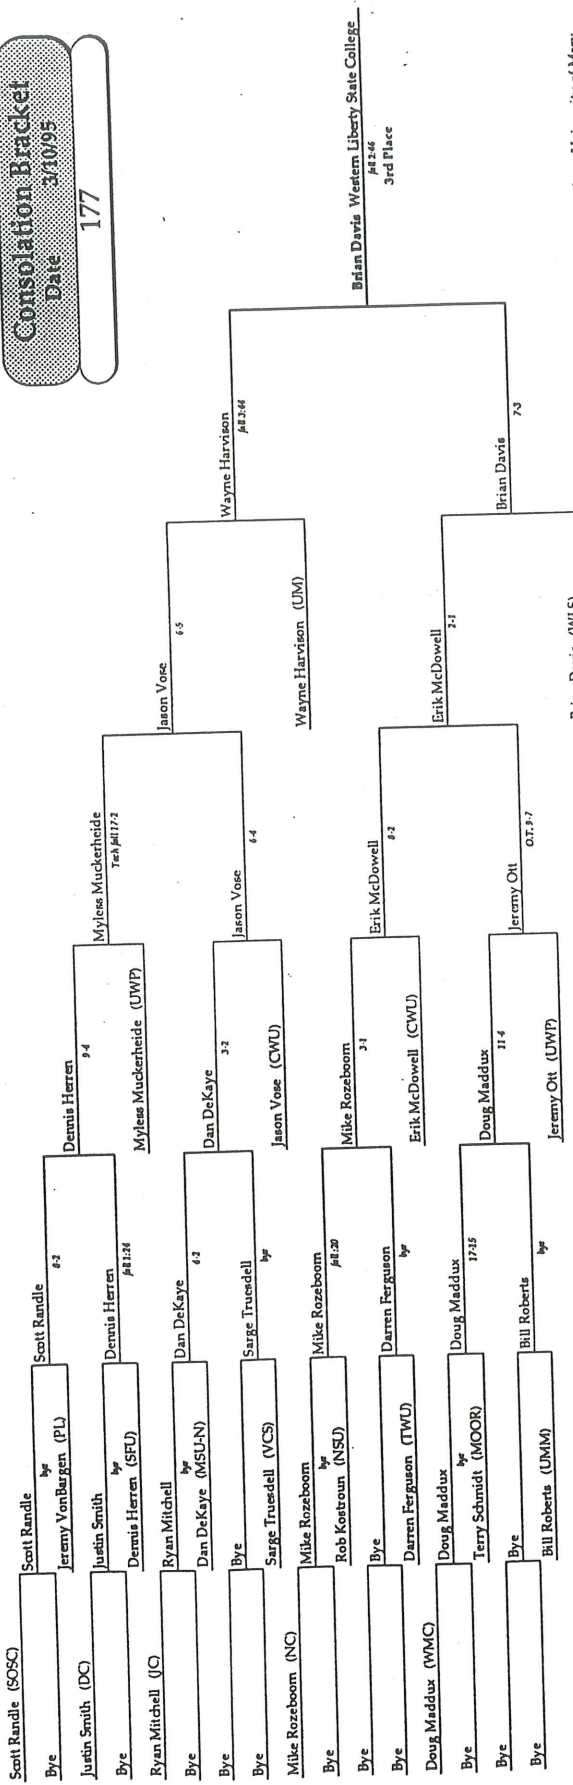 Consolation Bracket
Date 3/10/95
177
Scott Randle (SOSC)
Bye
Justin Smith (DC)
Bye
Ryan Mitchell (JC)
Bye
Bye
Bye
Mike Rozeboom (NC)
Bye
Bye
Bye
Doug Maddux (WMC)
Bye
Bye
Bye
Scott Randle
bye
Jeremy VonBargen (PL)
Justin Smith
bye
Dennis Herren (SFU)
Ryan Mitchell
bye
Dan DeKaye (MSU-N)
Bye
Sarge Truesdell (VCS)
Mike Rozeboom
bye
Rob Kostroun (NSU)
Bye
Darren Ferguson (TWU)
Doug Maddux
bye
Terry Schmidt (MOOR)
Bye
Bill Roberts (UMM)
Scott Randle
8-2
Dennis Herren
fall 1:24
Dan DeKaye
6-2
Sarge Truesdell
bye
Mike Rozeboom
fall :20
Darren Ferguson
bye
Doug Maddux
17-15
Bill Roberts
bye
Dennis Herren
9-4
Myless Muckerheide (UWP)
Dan DeKaye
3-2
Jason Vose (CWU)
Mike Rozeboom
3-1
Erik McDowell (CWU)
Doug Maddux
11-4
Jeremy Ott (UWP)
Myless Muckerheide
Tech fall 17-2
Jason Vose
6-4
Erik McDowell
8-2
Jeremy Ott
O.T. 9-7
Jason Vose
6-5
Wayne Harvison (UM)
Erik McDowell
2-1
Wayne Harvison
fall 3:44
Brian Davis
7-3
Brian Davis Western Liberty State College
fall 2:46
3rd Place